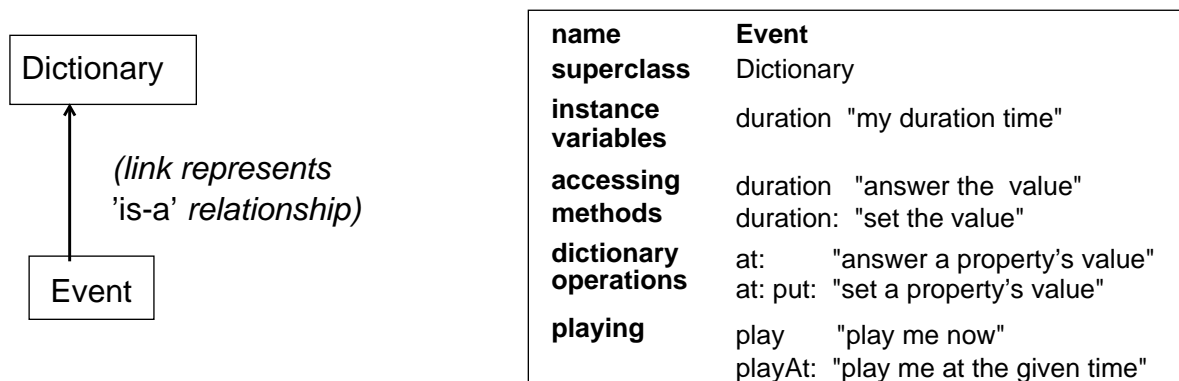 Dictionary
(link represents
'is-a' relationship)
Event
name Event
superclass Dictionary
instance
variables
duration "my duration time"
accessing duration "answer the value"
methods duration: "set the value"
dictionary at: "answer a property's value"
operations at: put: "set a property's value"
playing play "play me now"
playAt: "play me at the given time"